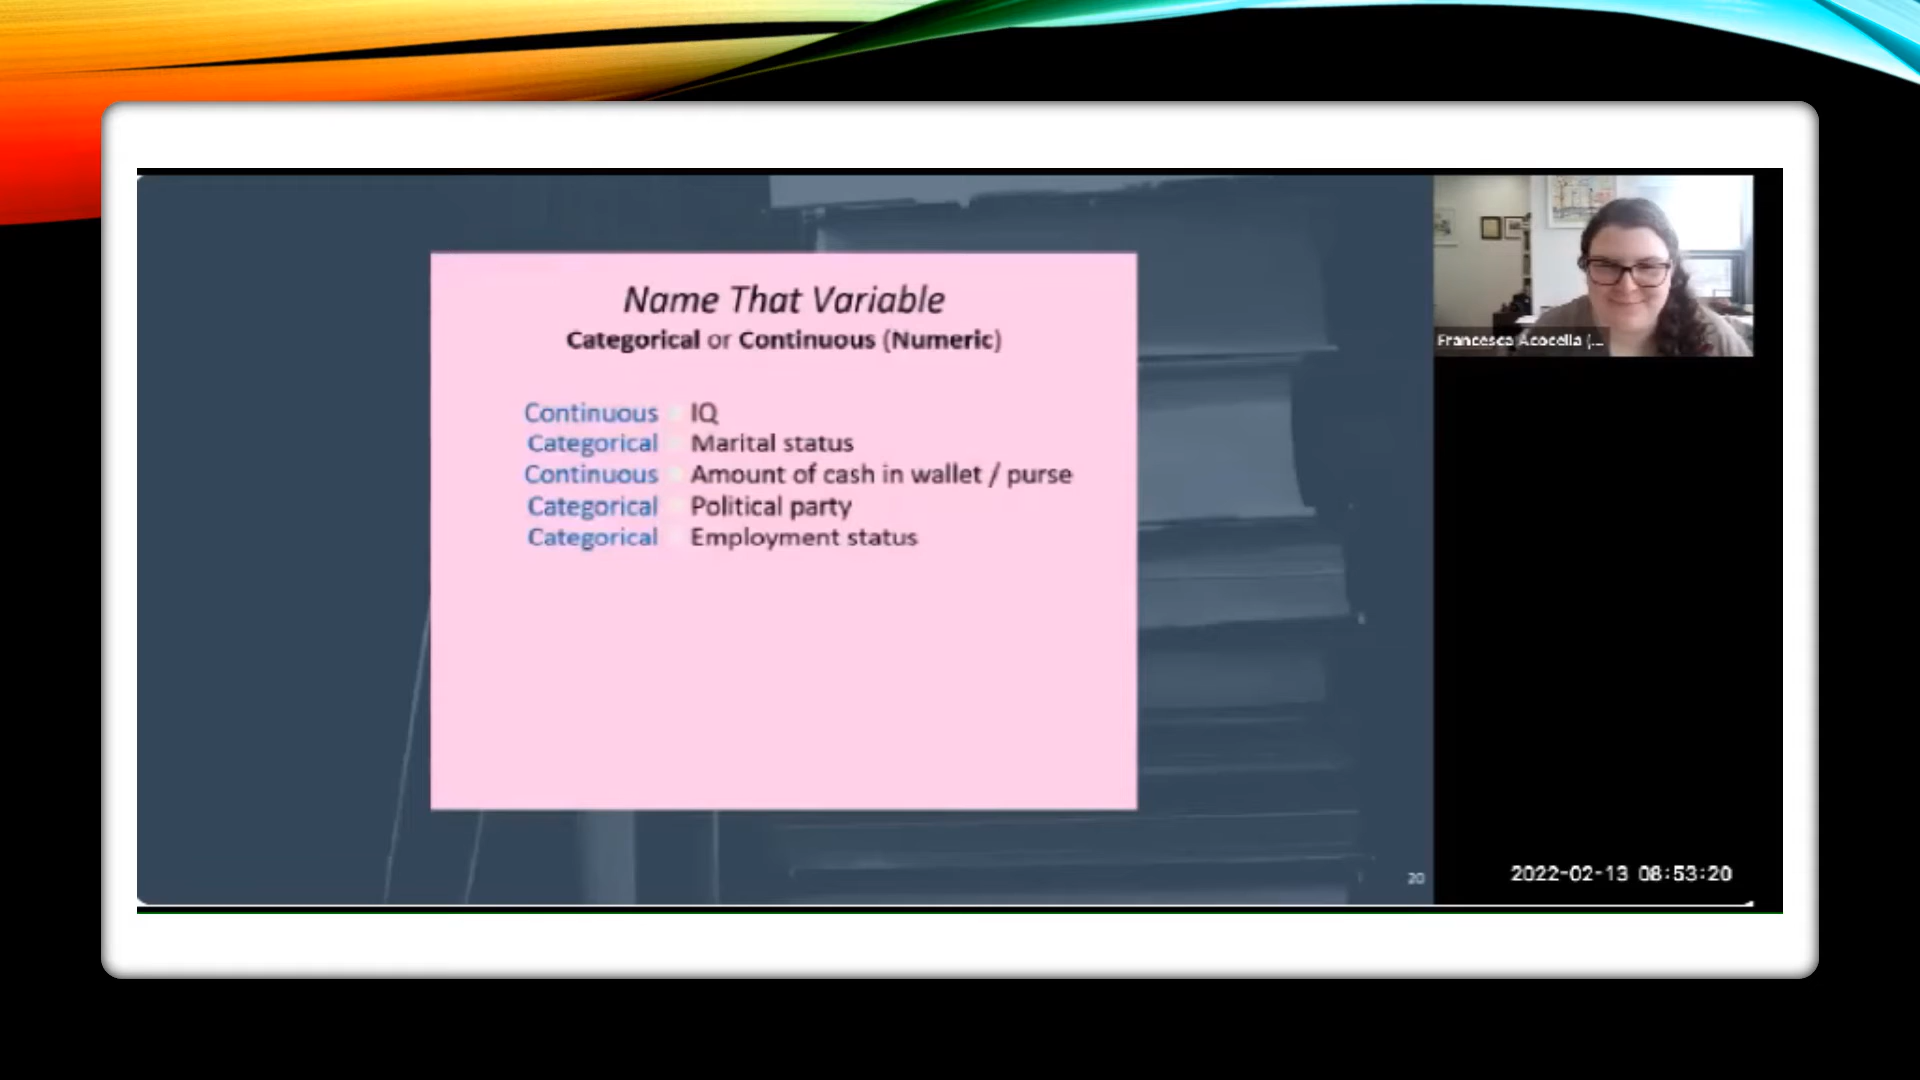 Name That Variable
Categorical or Continuous (Numeric)
Continuous IQ
Categorical Marital status
Continuous Amount of cash in wallet / purse
Categorical Political party
Categorical Employment status
Francesca Acocella (...
20
2022-02-13 08:53:20